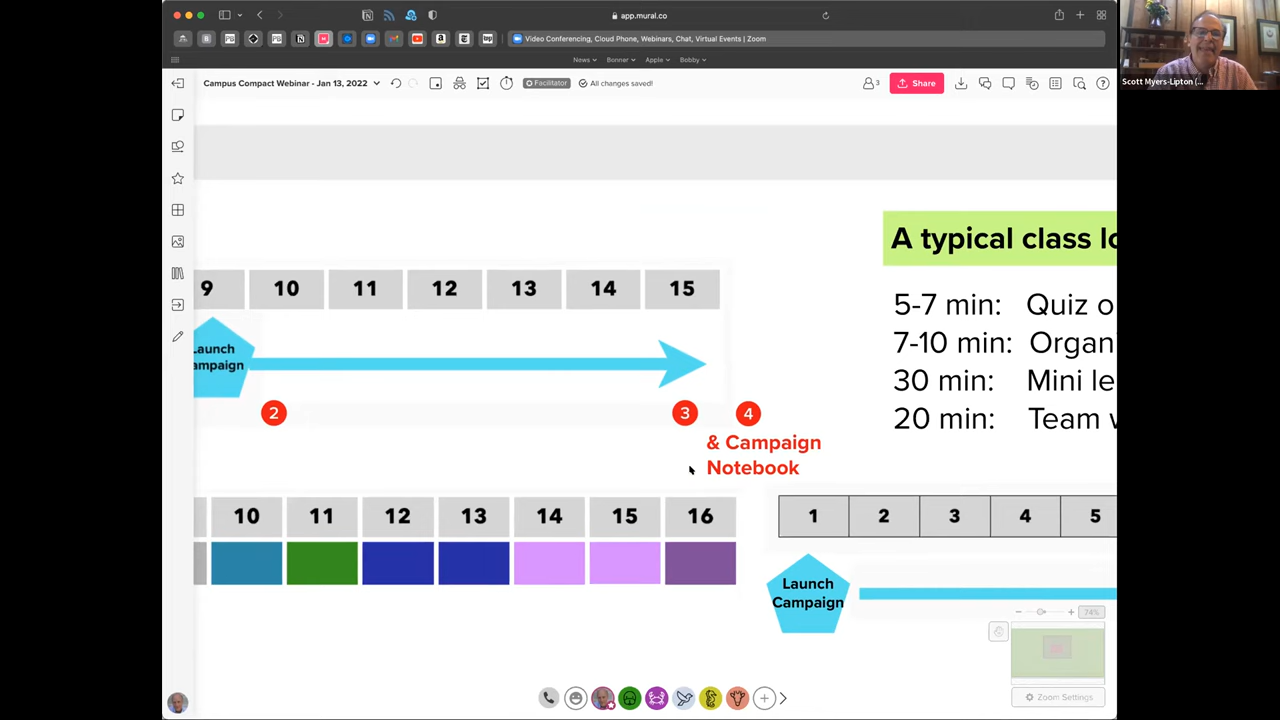 app.mural.co
Video Conferencing, Cloud Phone, Webinars, Chat, Virtual Events | Zoom
News Bonner Apple Bobby
Campus Compact Webinar - Jan 13, 2022
Facilitator
All changes saved!
3
Share
Scott Myers-Lipton (...
A typical class lo
9 10 11 12 13 14 15
Launch
ampaign
5-7 min: Quiz o
7-10 min: Organi
30 min: Mini le
20 min: Team w
2 3 4
& Campaign
Notebook
10 11 12 13 14 15 16
1 2 3 4 5
Launch
Campaign
74%
Zoom Settings